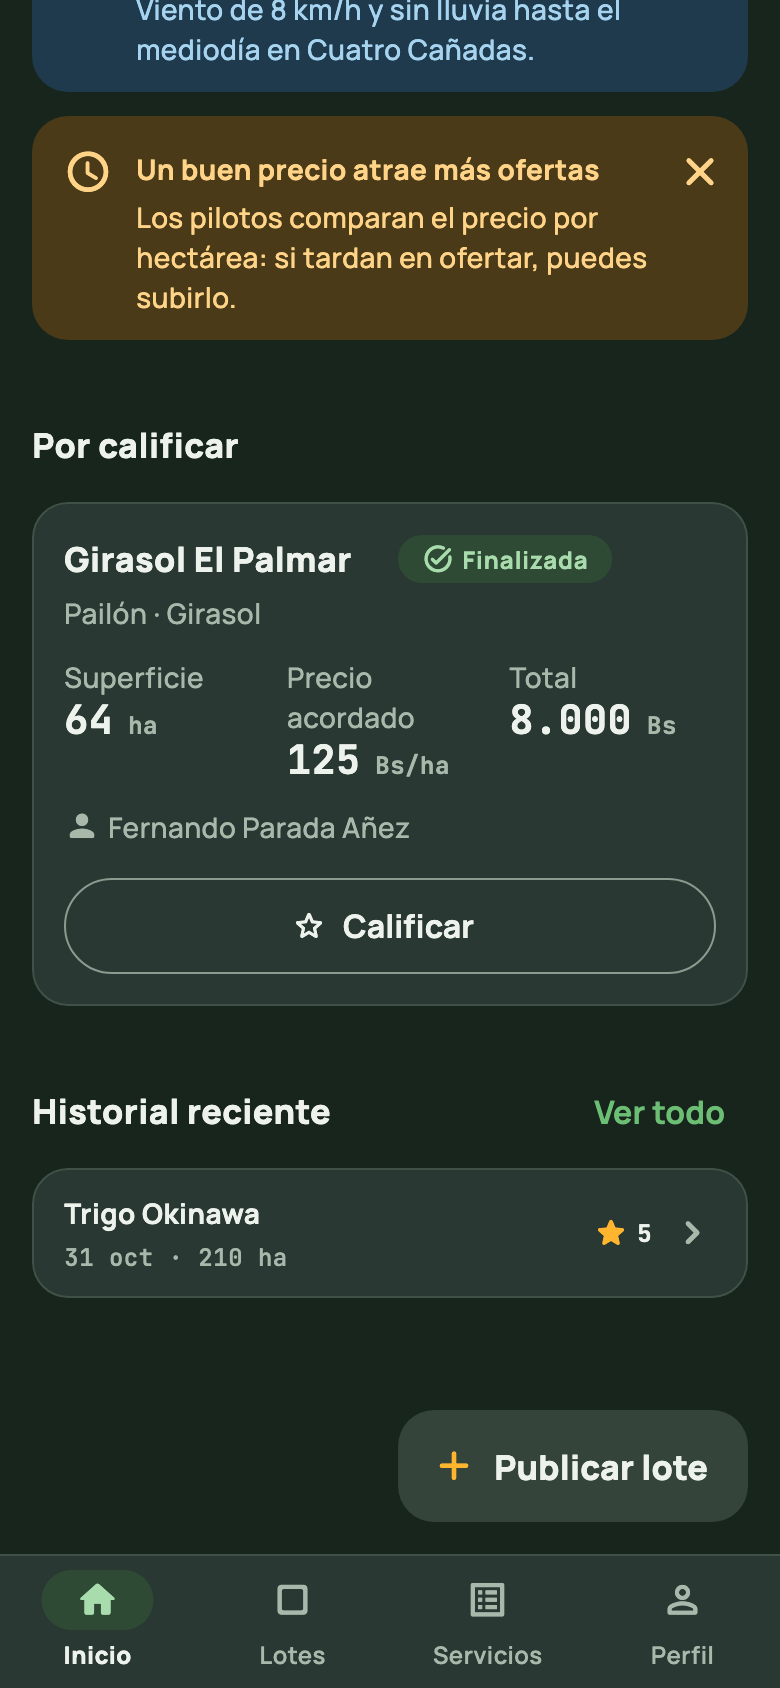 Viento de 8 km/h y sin lluvia hasta el
mediodía en Cuatro Cañadas.
Un buen precio atrae más ofertas
Los pilotos comparan el precio por
hectárea: si tardan en ofertar, puedes
subirlo.
Por calificar
Girasol El Palmar
Finalizada
Pailón · Girasol
Superficie
64 ha
Precio
acordado
125 Bs/ha
Total
8.000 Bs
Fernando Parada Añez
Calificar
Historial reciente
Ver todo
Trigo Okinawa
31 oct · 210 ha
5
Publicar lote
Inicio
Lotes
Servicios
Perfil